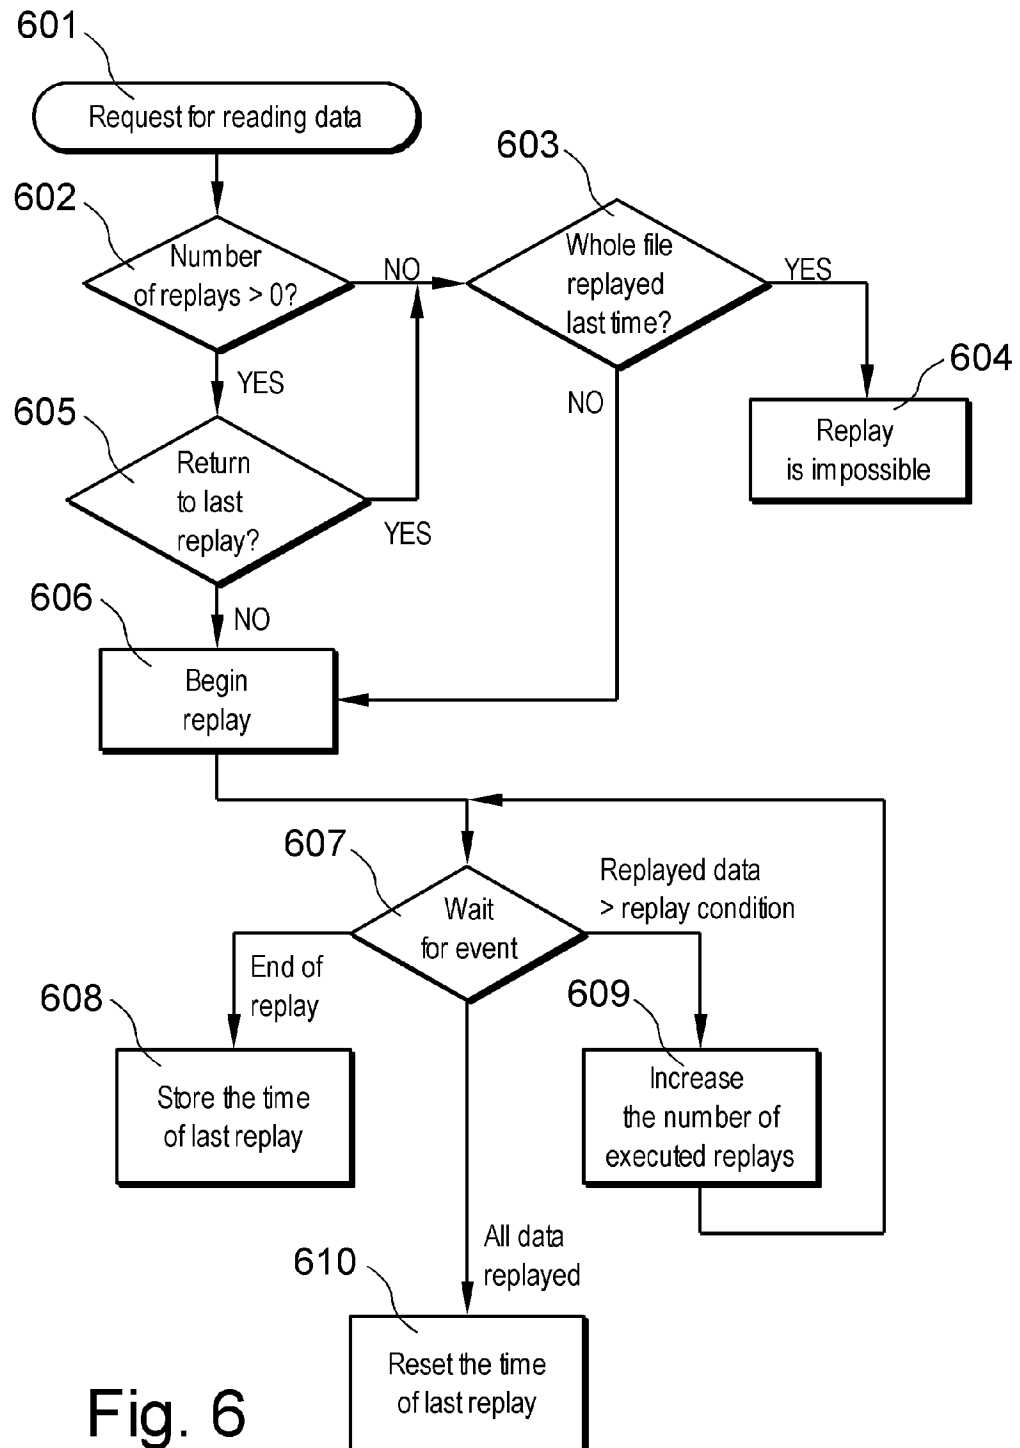 601
Request for reading data
602
Number
of replays > 0?
NO
603
Whole file
replayed
last time?
YES
604
Replay
is impossible
YES
NO
605
Return
to last
replay?
YES
606
NO
Begin
replay
607
Wait
for event
Replayed data
> replay condition
End of
replay
608
Store the time
of last replay
609
Increase
the number of
executed replays
All data
replayed
610
Reset the time
of last replay
Fig. 6